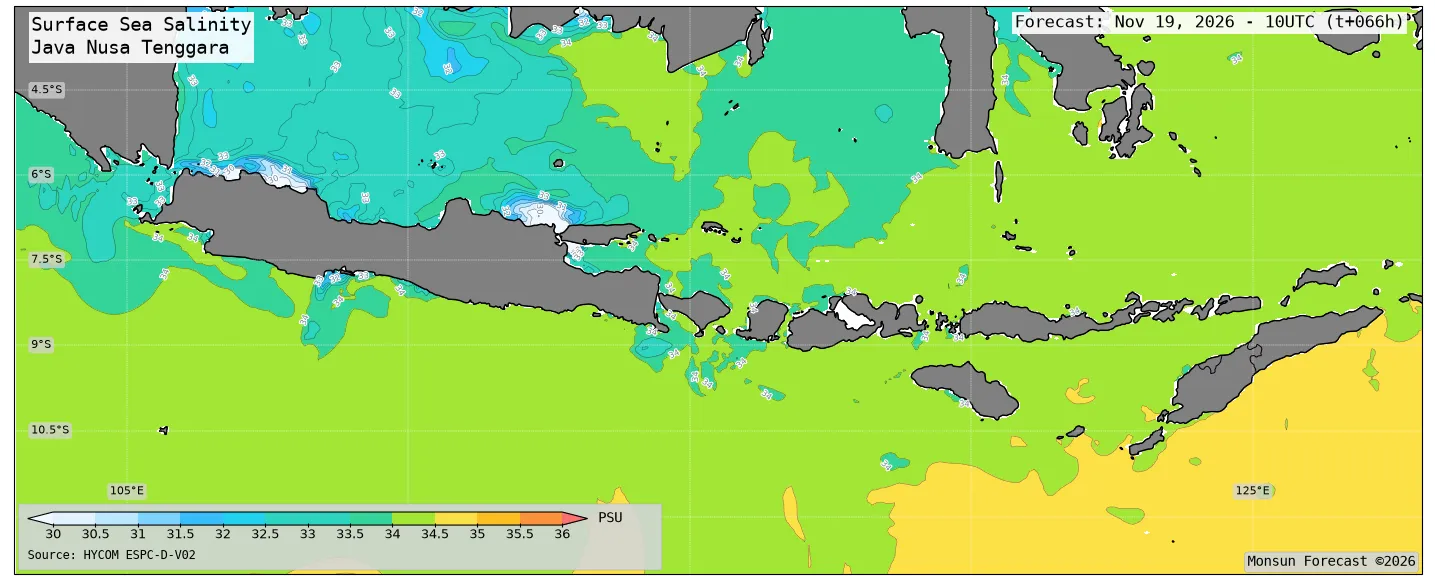 Surface Sea Salinity
Java Nusa Tenggara
Forecast: Nov 19, 2026 - 10UTC (t+066h)
4.5°S
6°S
7.5°S
9°S
10.5°S
105°E
125°E
30 30.5 31 31.5 32 32.5 33 33.5 34 34.5 35 35.5 36 PSU
Source: HYCOM ESPC-D-V02
Monsun Forecast ©2026